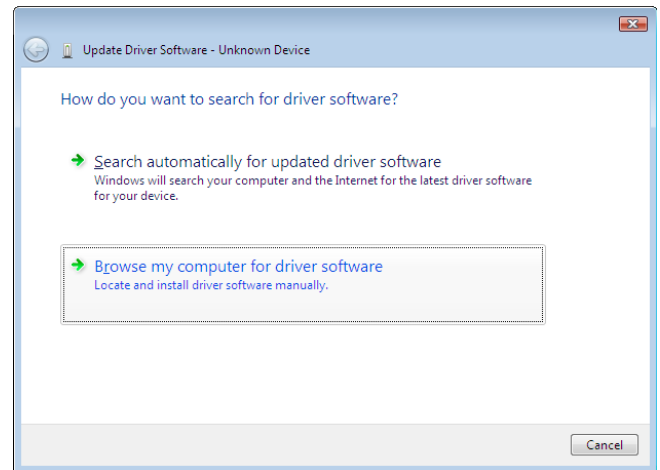 Update Driver Software - Unknown Device
How do you want to search for driver software?
Search automatically for updated driver software
Windows will search your computer and the Internet for the latest driver software
for your device.
Browse my computer for driver software
Locate and install driver software manually.
Cancel